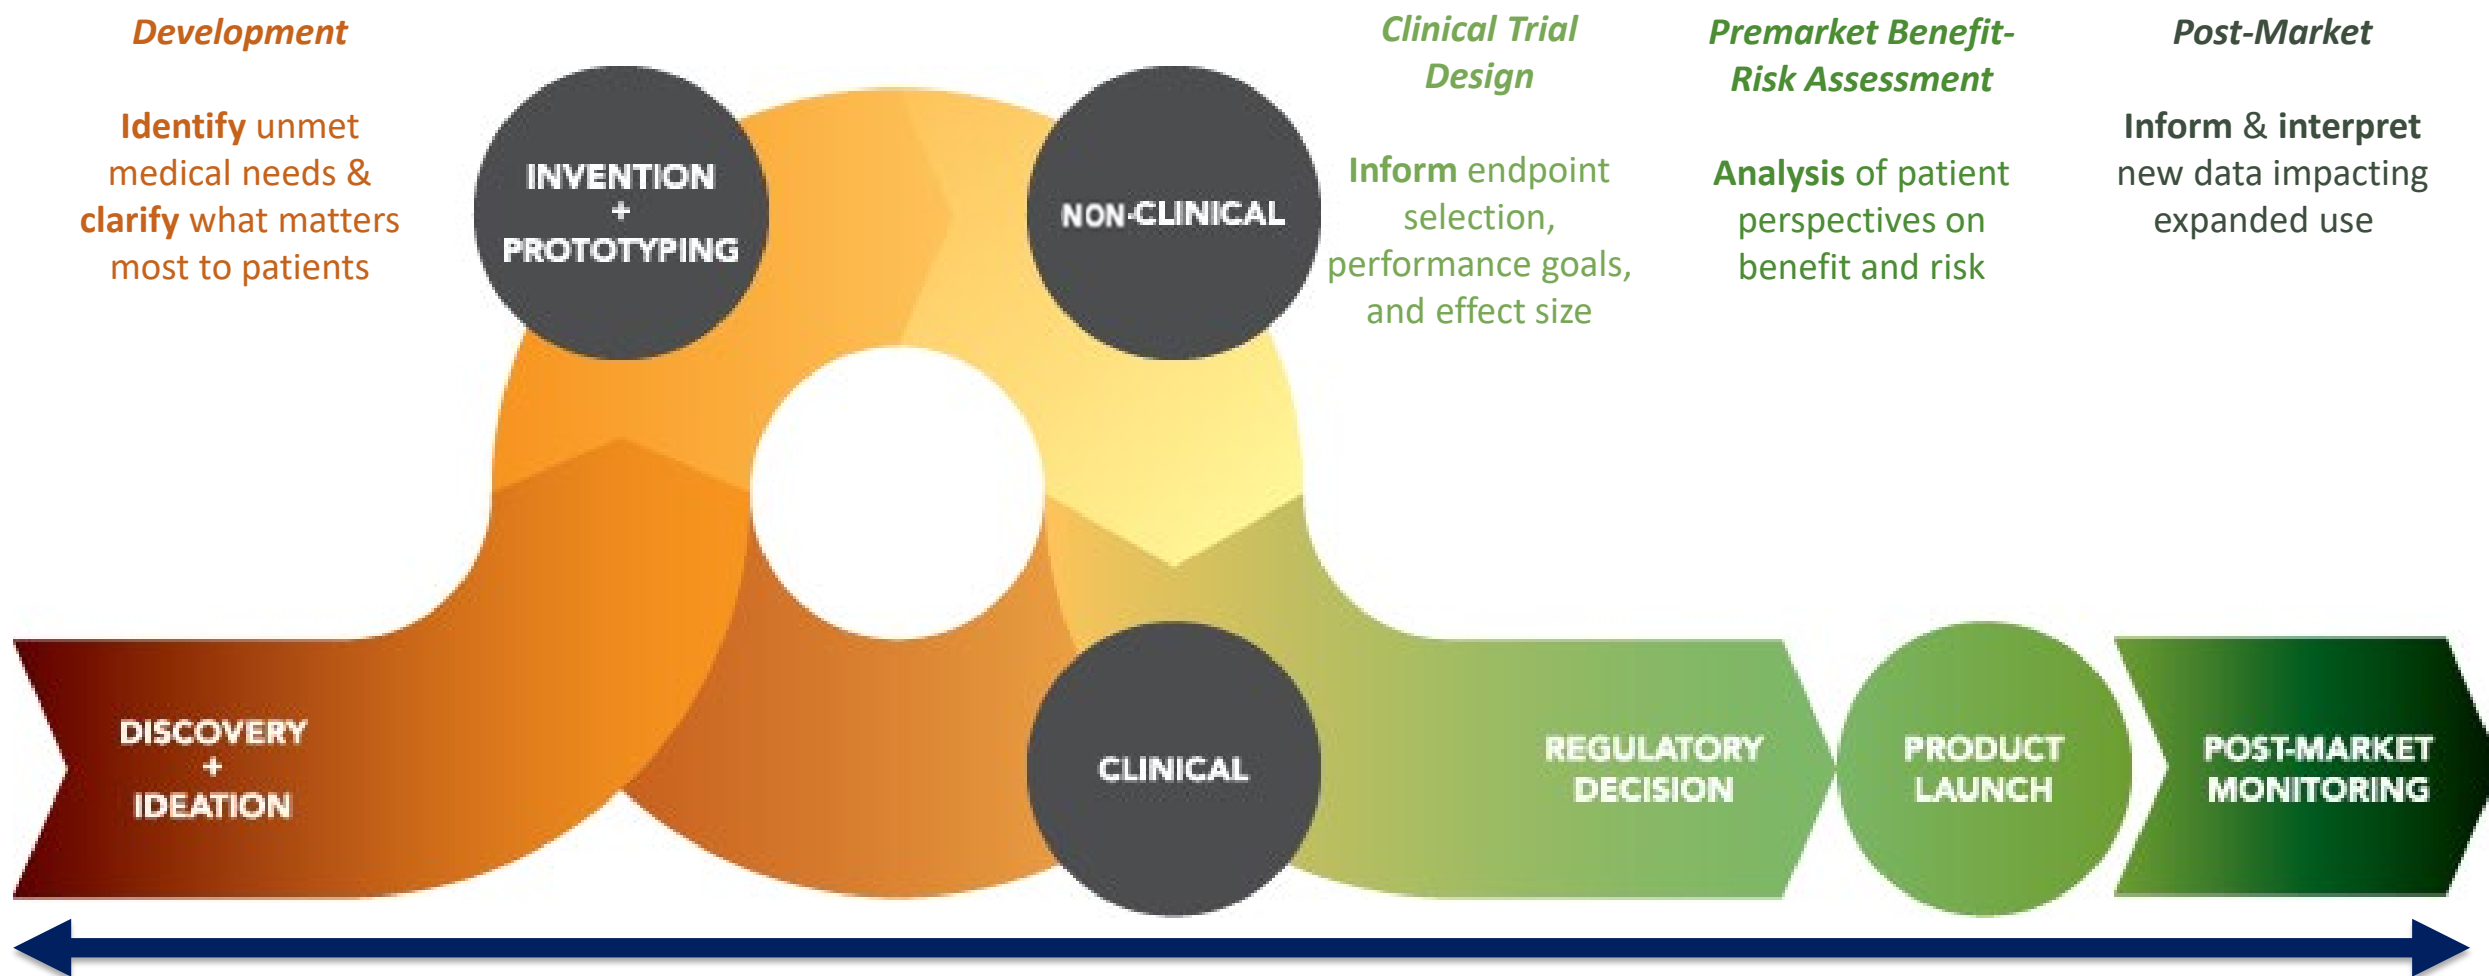 Development
Identify unmet
medical needs &
clarify what matters
most to patients
INVENTION
+
PROTOTYPING
NON-CLINICAL
Clinical Trial
Design
Inform endpoint
selection,
performance goals,
and effect size
Premarket Benefit-
Risk Assessment
Analysis of patient
perspectives on
benefit and risk
Post-Market
Inform & interpret
new data impacting
expanded use
DISCOVERY
+
IDEATION
CLINICAL
REGULATORY
DECISION
PRODUCT
LAUNCH
POST-MARKET
MONITORING